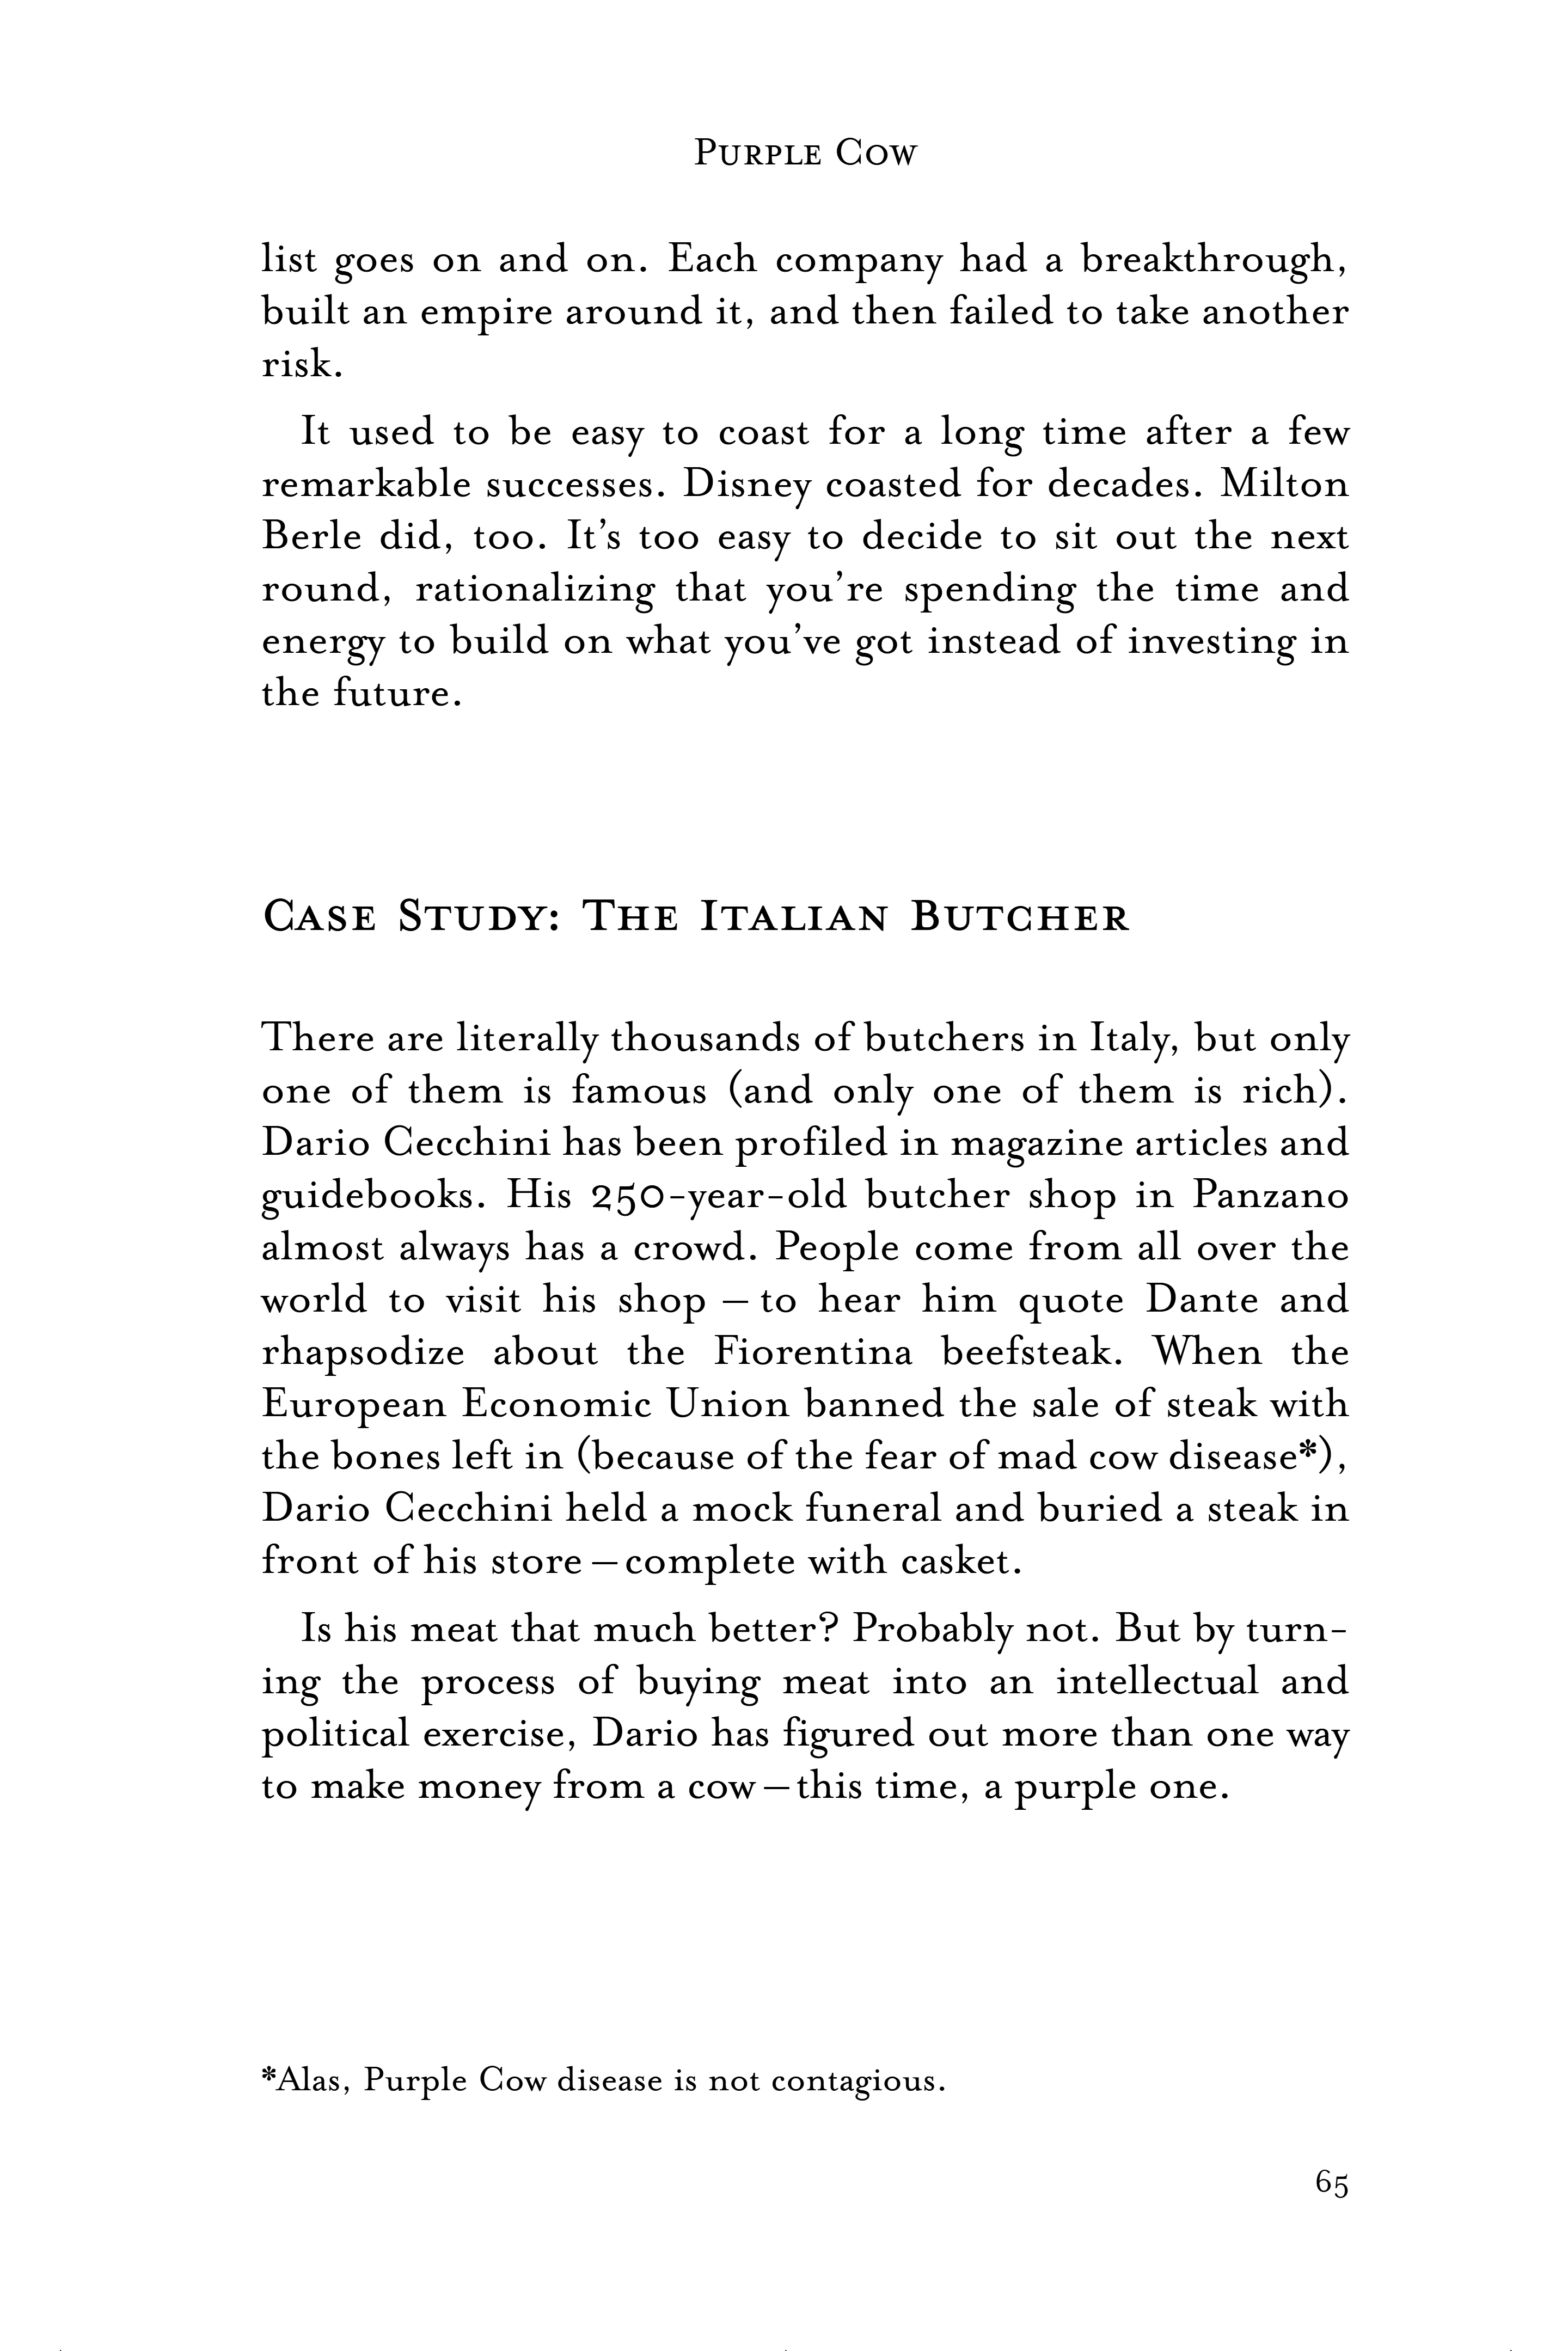 Purple Cow
list goes on and on. Each company had a breakthrough,
built an empire around it, and then failed to take another
risk.
It used to be easy to coast for a long time after a few
remarkable successes. Disney coasted for decades. Milton
Berle did, too. It’s too easy to decide to sit out the next
round, rationalizing that you’re spending the time and
energy to build on what you’ve got instead of investing in
the future.
Case Study: The Italian Butcher
There are literally thousands of butchers in Italy, but only
one of them is famous (and only one of them is rich).
Dario Cecchini has been profiled in magazine articles and
guidebooks. His 250-year-old butcher shop in Panzano
almost always has a crowd. People come from all over the
world to visit his shop — to hear him quote Dante and
rhapsodize about the Fiorentina beefsteak. When the
European Economic Union banned the sale of steak with
the bones left in (because of the fear of mad cow disease*),
Dario Cecchini held a mock funeral and buried a steak in
front of his store — complete with casket.
Is his meat that much better? Probably not. But by turn-
ing the process of buying meat into an intellectual and
political exercise, Dario has figured out more than one way
to make money from a cow — this time, a purple one.
*Alas, Purple Cow disease is not contagious.
65